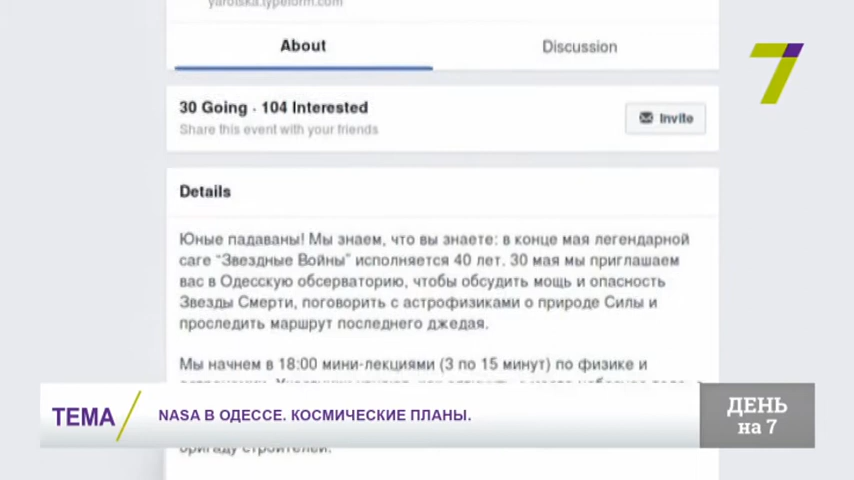 yarotska.typeform.com
About
Discussion
7
30 Going · 104 Interested
Share this event with your friends
Invite
Details
Юные падаваны! Мы знаем, что вы знаете: в конце мая легендарной
саге “Звездные Войны” исполняется 40 лет. 30 мая мы приглашаем
вас в Одесскую обсерваторию, чтобы обсудить мощь и опасность
Звезды Смерти, поговорить с астрофизиками о природе Силы и
проследить маршрут последнего джедая.
Мы начнем в 18:00 мини-лекциями (3 по 15 минут) по физике и
ТЕМА
NASA В ОДЕССЕ. КОСМИЧЕСКИЕ ПЛАНЫ.
ДЕНЬ
на 7
бригаду строителей.